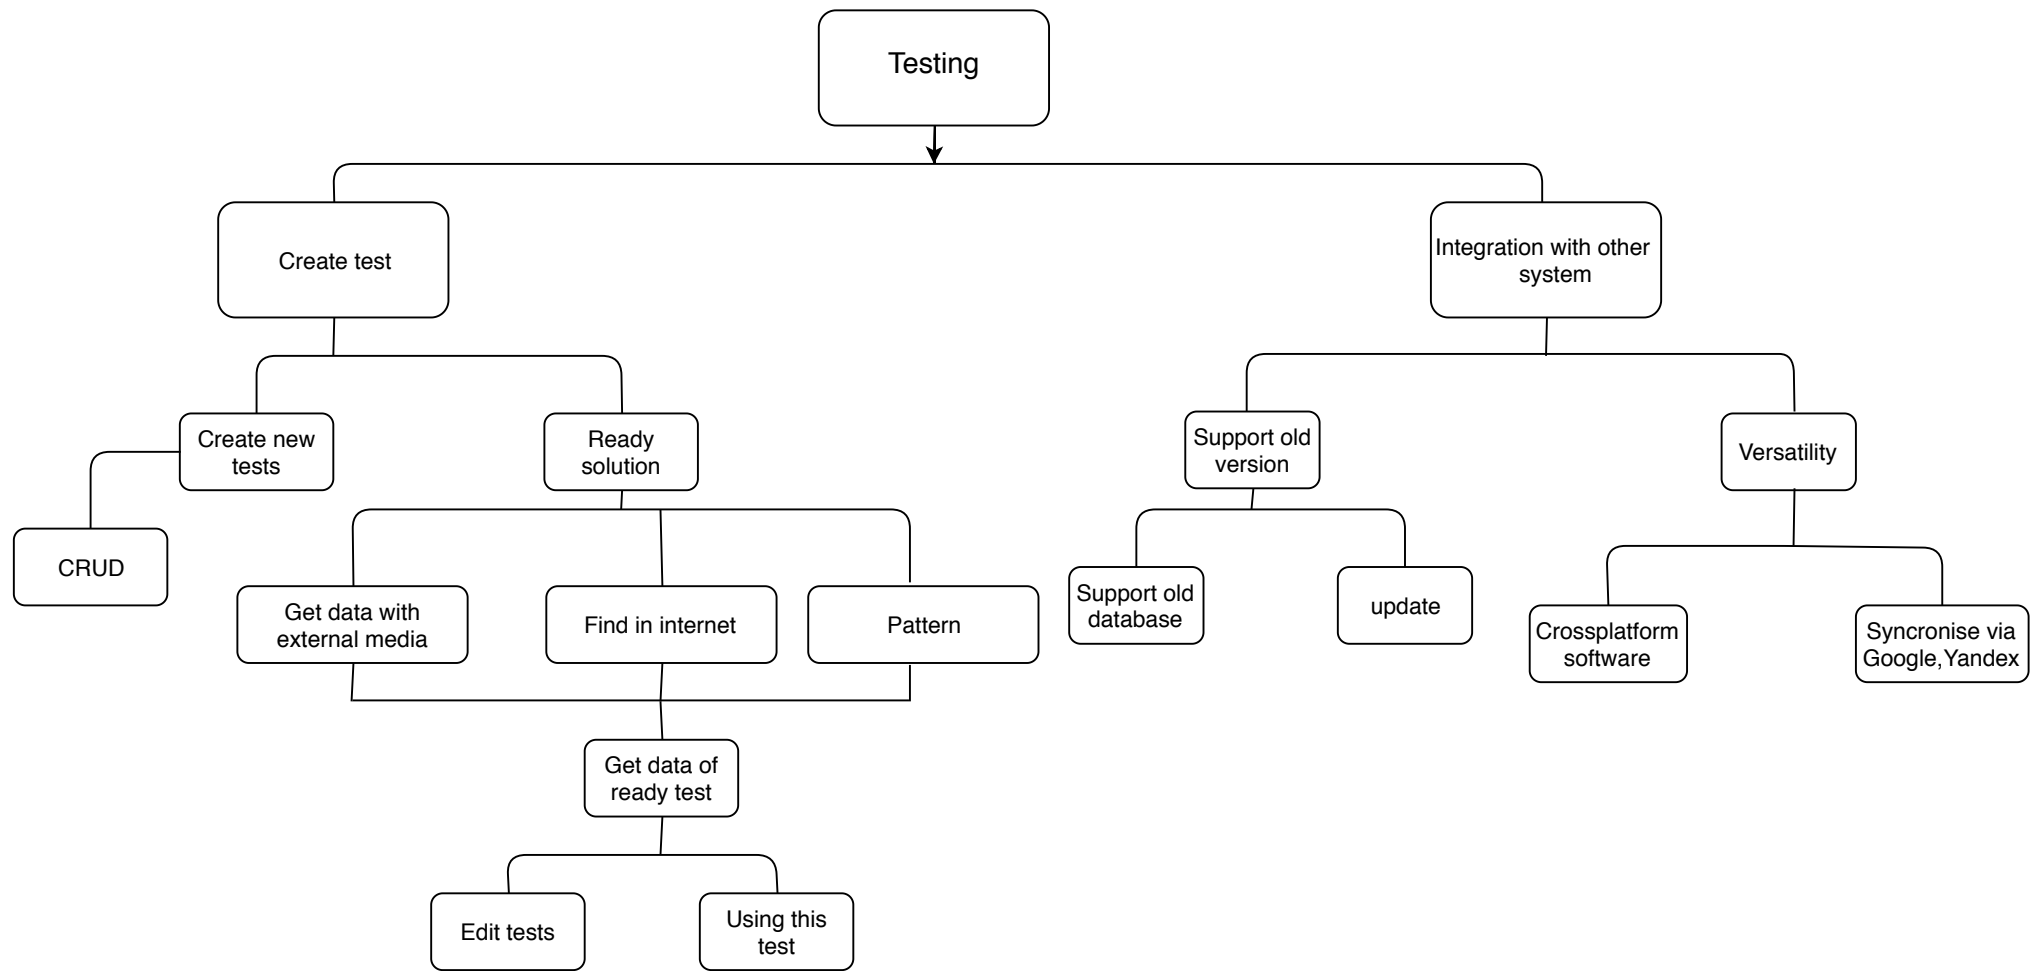 Testing
Create test
Integration with other
system
Create new
tests
Ready
solution
Support old
version
Versatility
CRUD
Get data with
external media
Find in internet
Pattern
Support old
database
update
Crossplatform
software
Syncronise via
Google,Yandex
Get data of
ready test
Edit tests
Using this
test